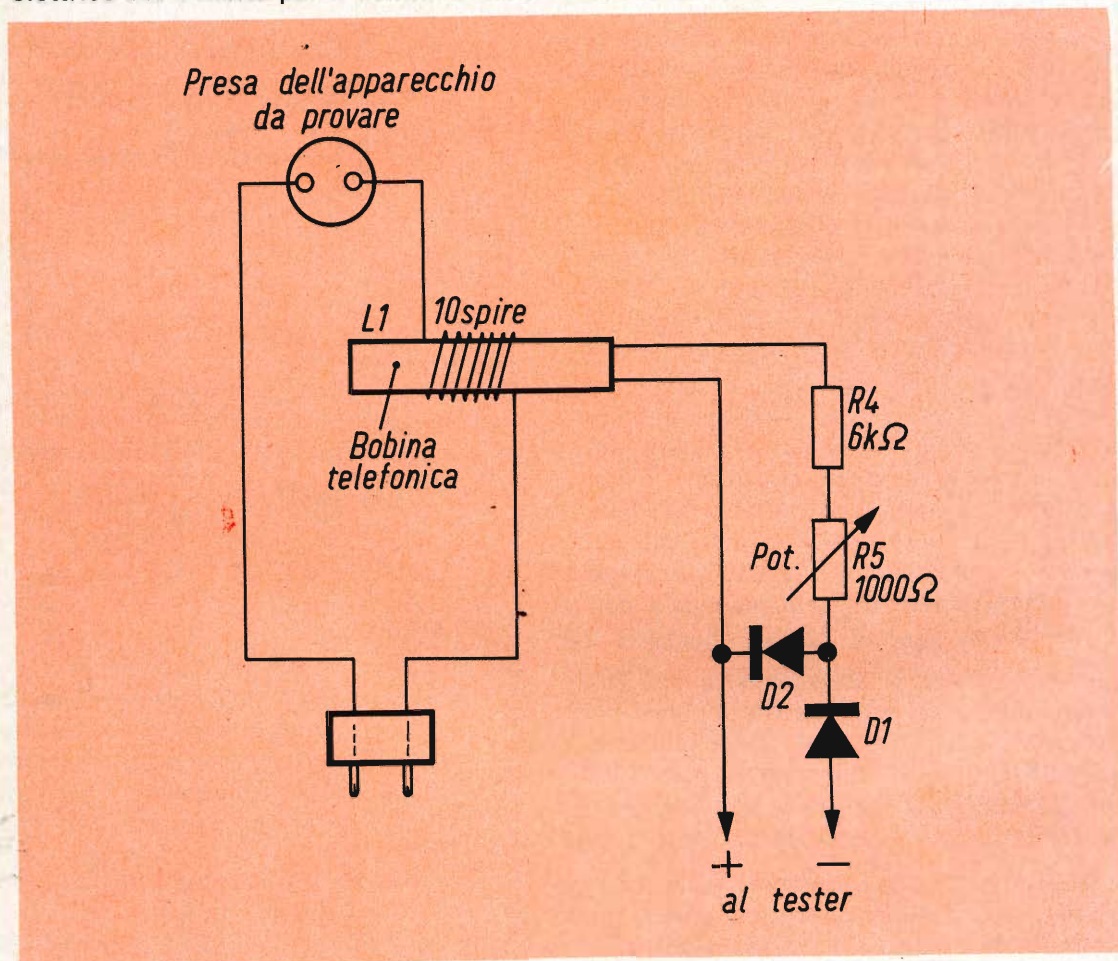 Presa dell'apparecchio
da provare
L1
10spire
Bobina
telefonica
R4
6kΩ
Pot.
R5
1000Ω
D2
D1
+ −
al tester